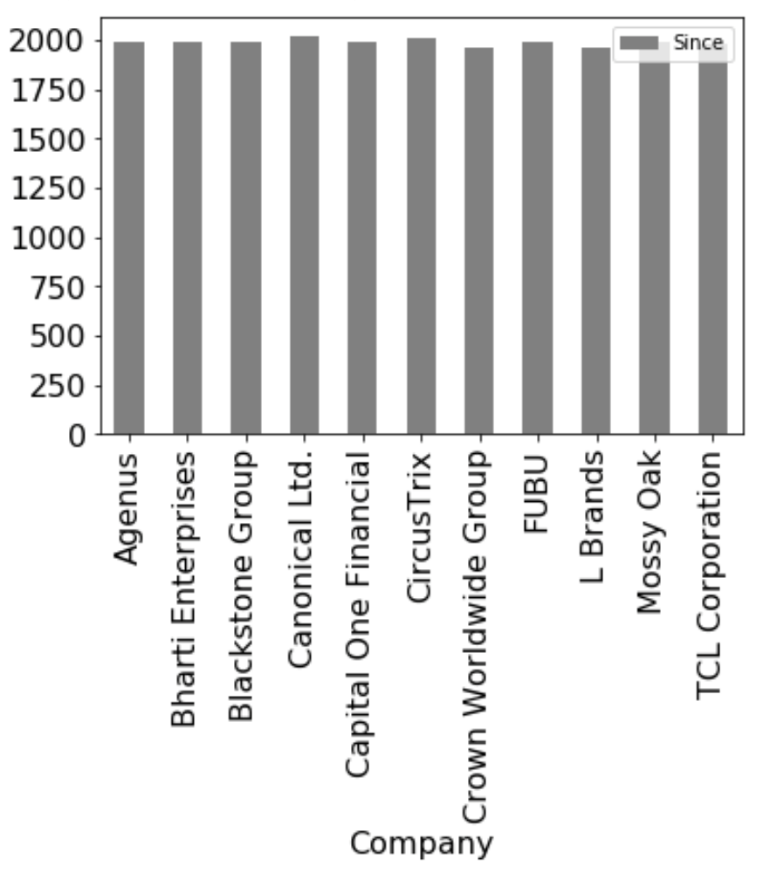 2000
1750
1500
1250
1000
750
500
250
0
Since
Agenus
Bharti Enterprises
Blackstone Group
Canonical Ltd.
Capital One Financial
CircusTrix
Crown Worldwide Group
FUBU
L Brands
Mossy Oak
TCL Corporation
Company